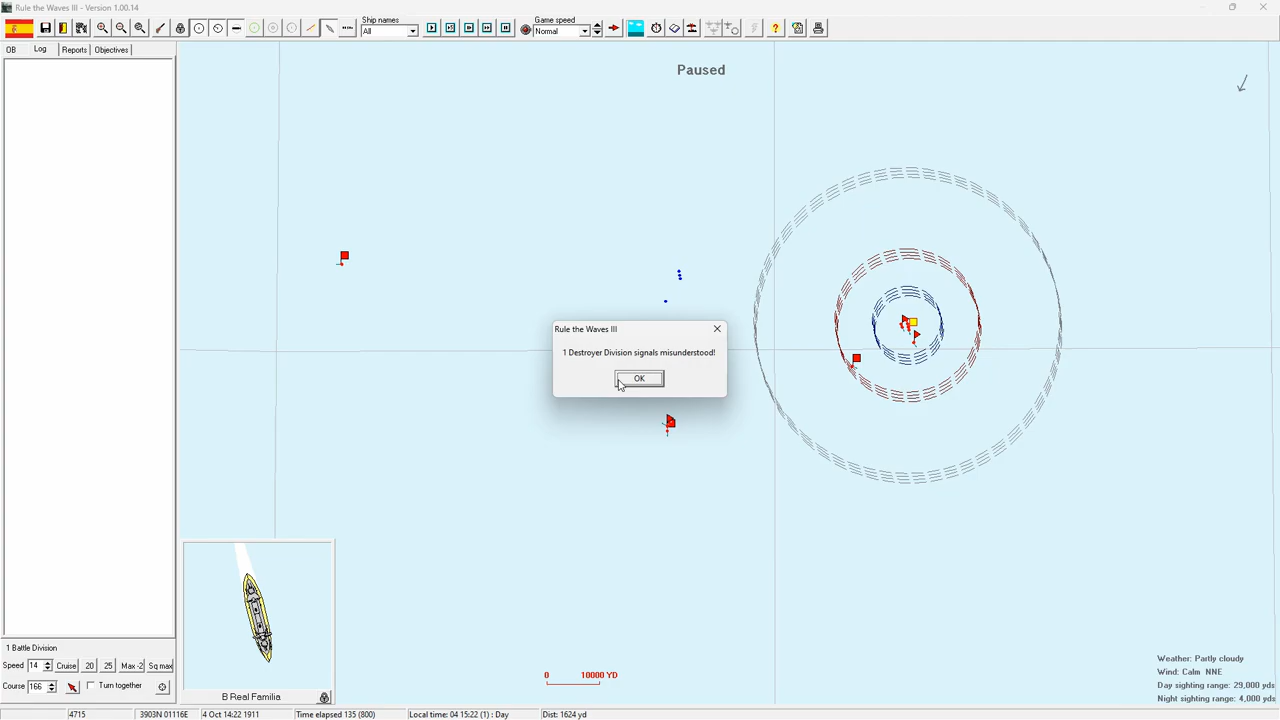 Rule the Waves III - Version 1.00.14
Ship names
All
Game speed
Normal
OB
Log
Reports
Objectives
Paused
Rule the Waves III
1 Destroyer Division signals misunderstood!
OK
1 Battle Division
Speed 14 Cruise 20 25 Max -2 Sq max
Course 166 Turn together
B Real Familia
0 10000 YD
Weather: Partly cloudy
Wind: Calm NNE
Day sighting range: 29,000 yds
Night sighting range: 4,000 yds
4715 3903N 01116E 4 Oct 14:22 1911 Time elapsed 135 (800) Local time: 04 15:22 (1) : Day Dist: 1624 yd